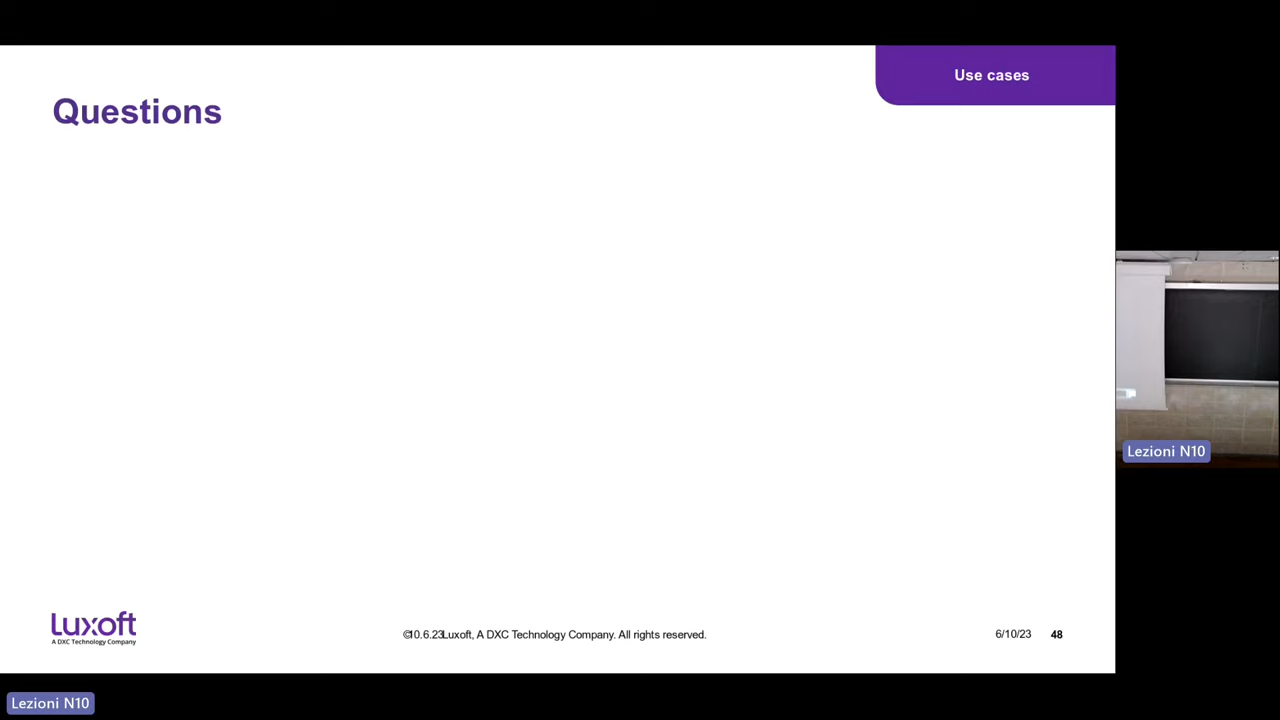 Use cases
Questions
Luxoft
A DXC Technology Company
©10.6.23Luxoft, A DXC Technology Company. All rights reserved.
6/10/23 48
Lezioni N10
Lezioni N10